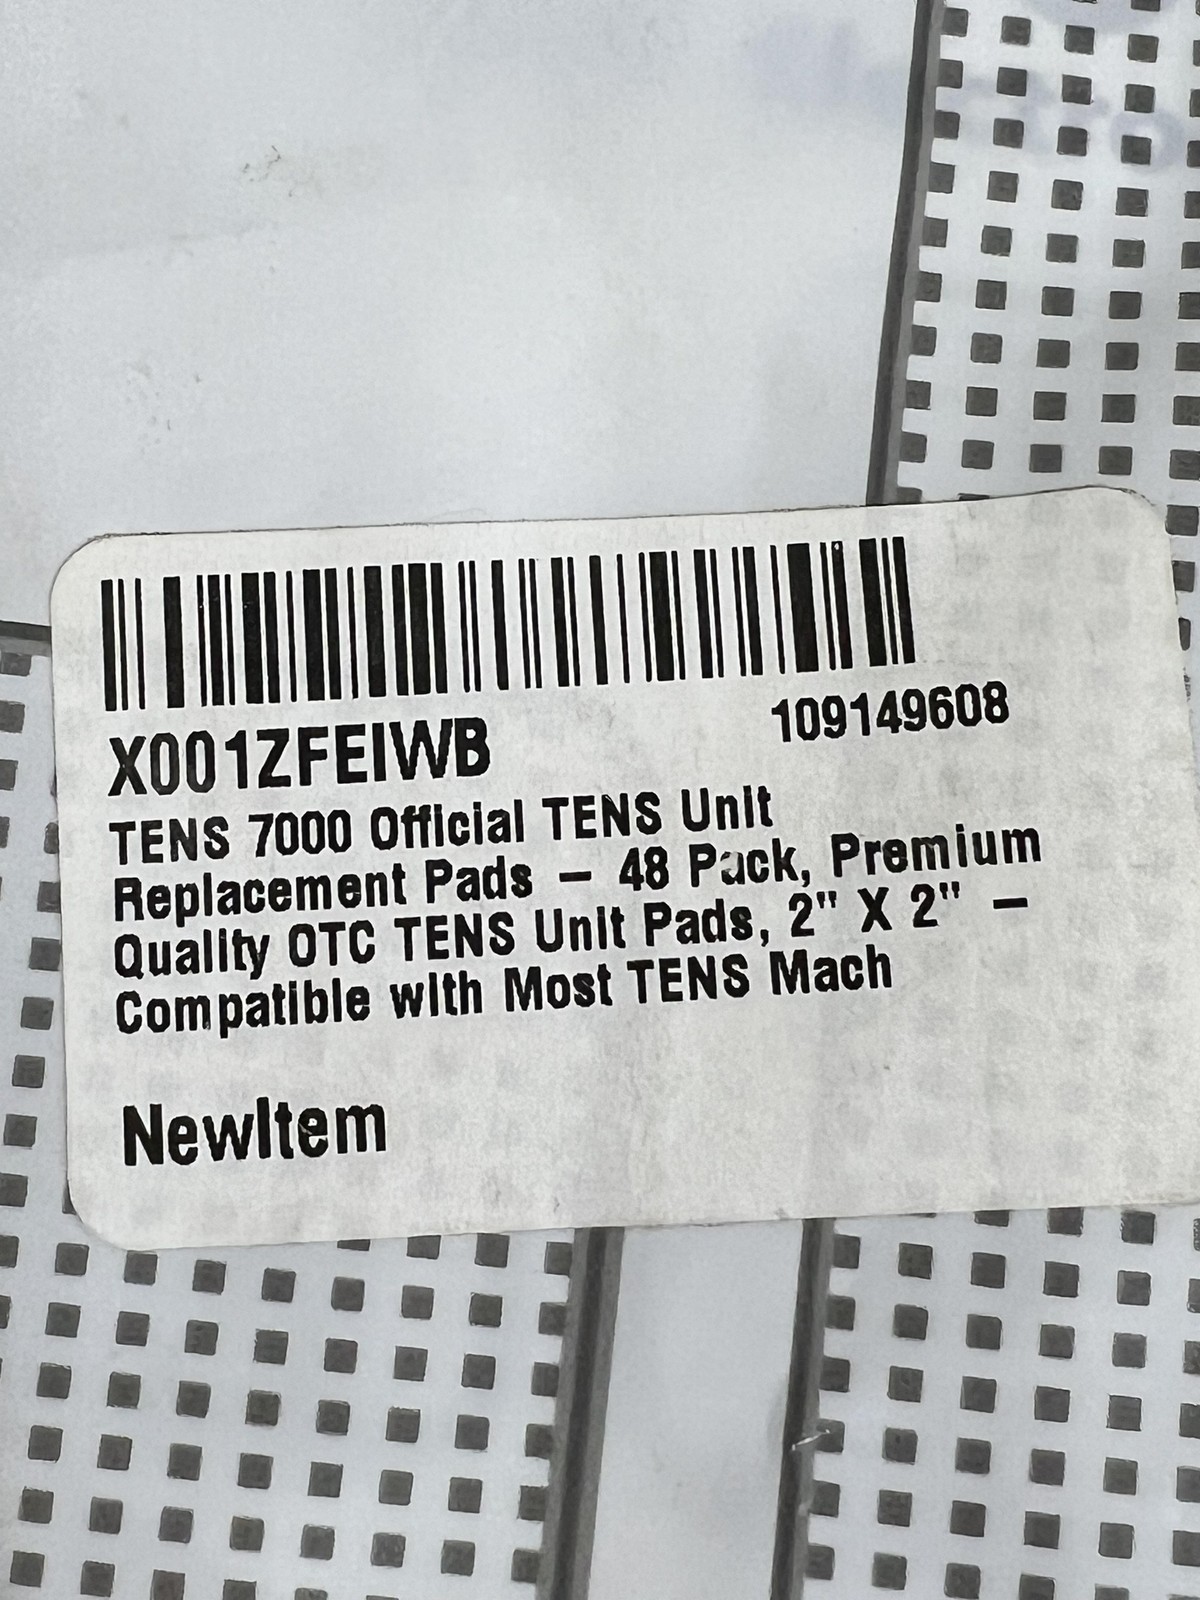 X001ZFEIWB 109149608
TENS 7000 Official TENS Unit
Replacement Pads – 48 Pack, Premium
Quality OTC TENS Unit Pads, 2" X 2" –
Compatible with Most TENS Mach
NewItem